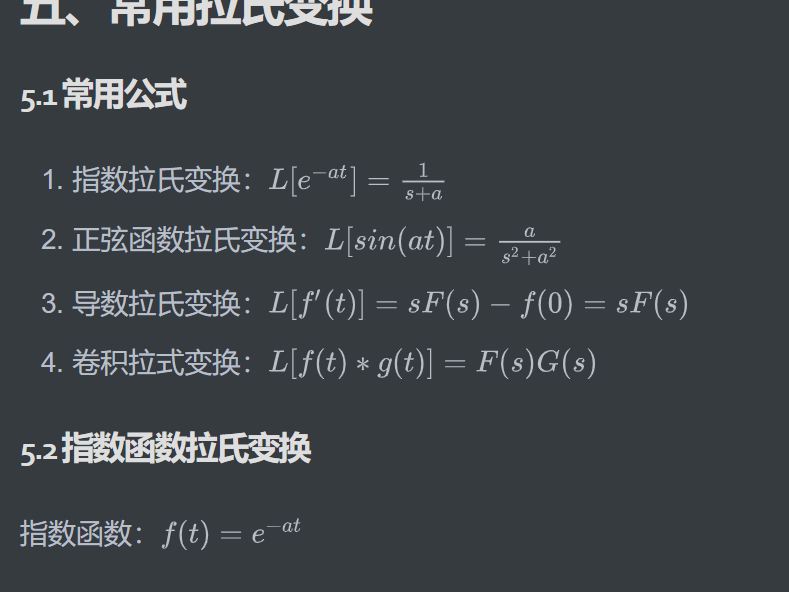 五、常用拉氏变换
5.1 常用公式
1. 指数拉氏变换：$L[e^{-at}] = \frac{1}{s+a}$
2. 正弦函数拉氏变换：$L[sin(at)] = \frac{a}{s^2+a^2}$
3. 导数拉氏变换：$L[f'(t)] = sF(s) - f(0) = sF(s)$
4. 卷积拉式变换：$L[f(t) * g(t)] = F(s)G(s)$
5.2 指数函数拉氏变换
指数函数：$f(t) = e^{-at}$